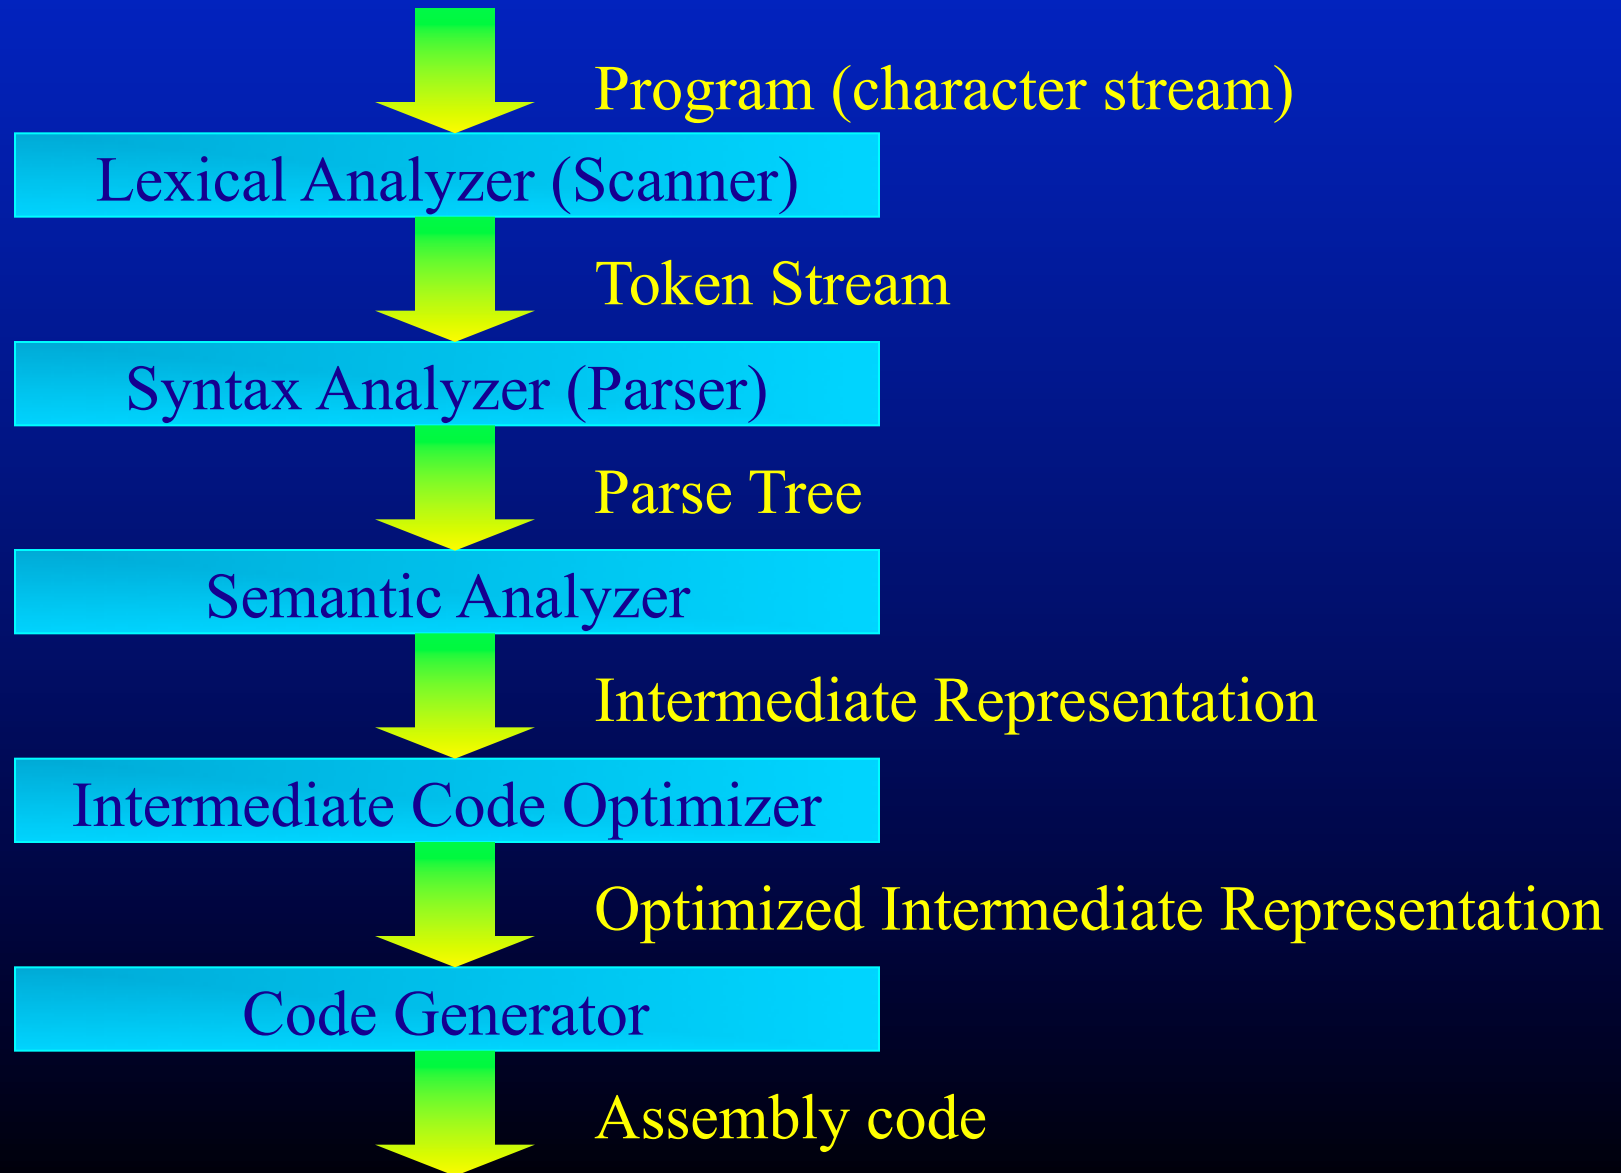 Program (character stream)
Lexical Analyzer (Scanner)
Token Stream
Syntax Analyzer (Parser)
Parse Tree
Semantic Analyzer
Intermediate Representation
Intermediate Code Optimizer
Optimized Intermediate Representation
Code Generator
Assembly code